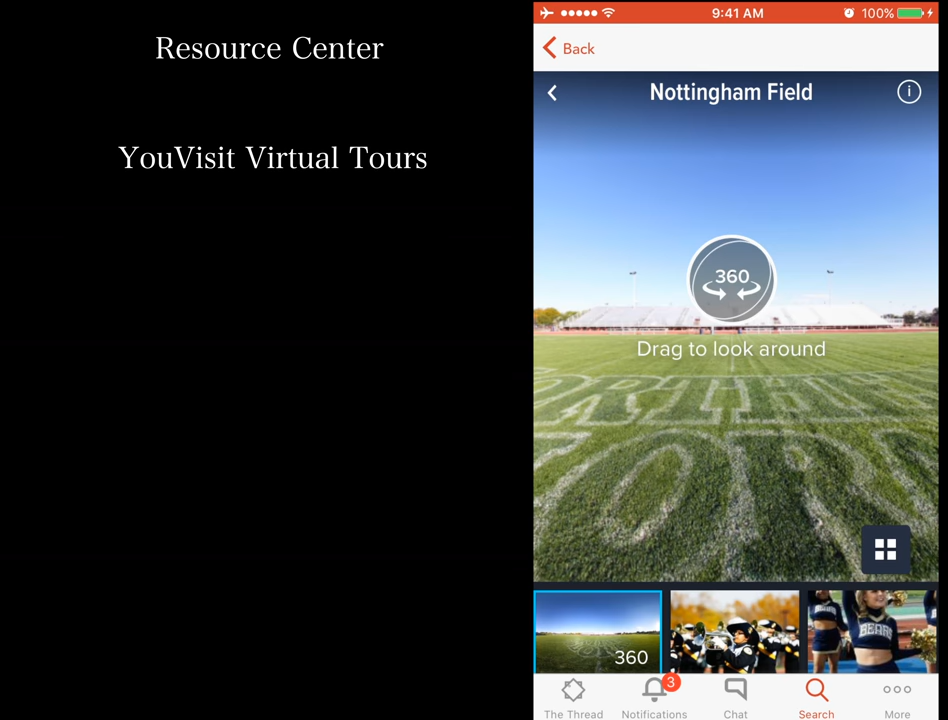 Resource Center
YouVisit Virtual Tours
9:41 AM
100%
Back
Nottingham Field
i
360
Drag to look around
360
BEARS
3
The Thread
Notifications
Chat
Search
More